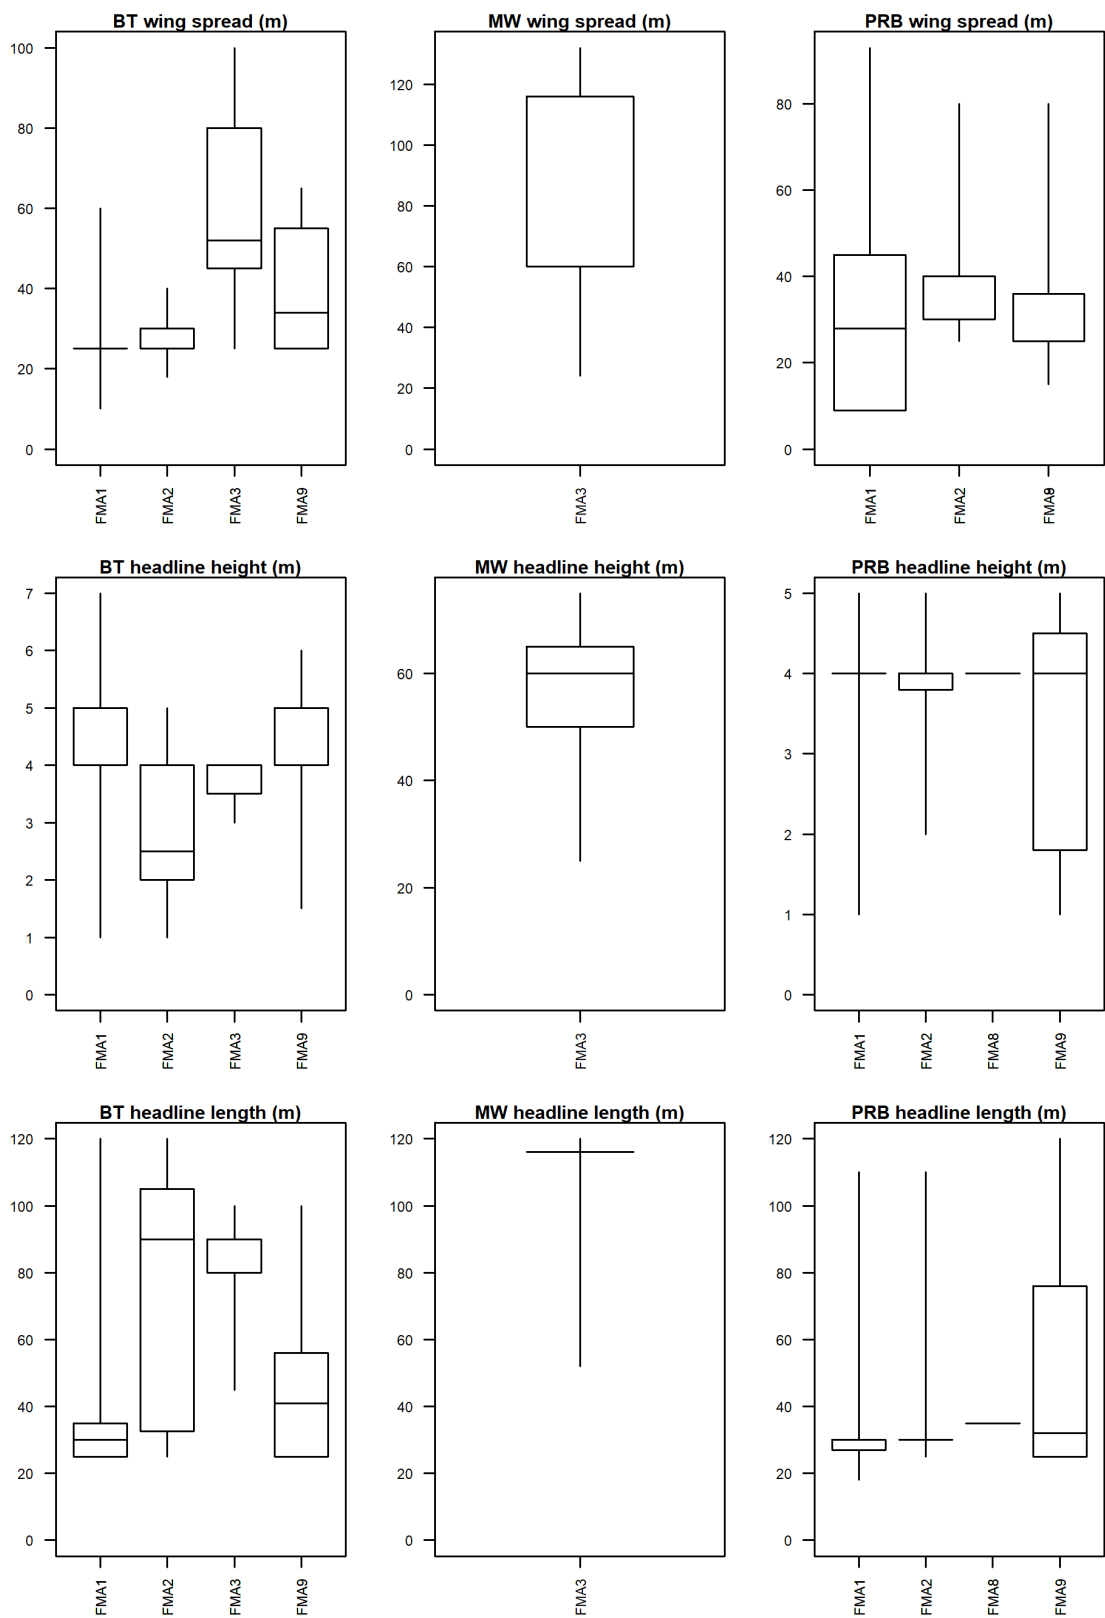 BT wing spread (m)
100
80
60
40
20
0
FMA1
FMA2
FMA3
FMA9
MW wing spread (m)
120
100
80
60
40
20
0
FMA3
PRB wing spread (m)
80
60
40
20
0
FMA1
FMA2
BT headline height (m)
7
6
5
4
3
2
1
0
FMA1
FMA2
FMA3
FMA9
MW headline height (m)
60
40
20
0
FMA3
PRB headline height (m)
5
4
3
2
1
0
FMA1
FMA2
FMA8
FMA9
BT headline length (m)
120
100
80
60
40
20
0
FMA1
FMA2
FMA3
FMA9
MW headline length (m)
120
100
80
60
40
20
0
FMA3
PRB headline length (m)
120
100
80
60
40
20
0
FMA1
FMA2
FMA8
FMA9